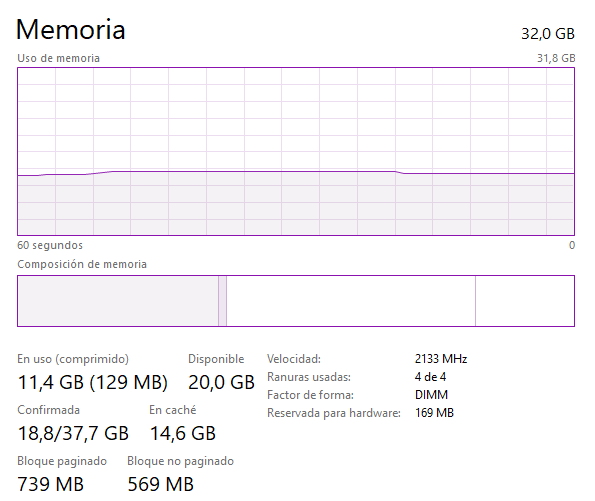 Memoria 32,0 GB
Uso de memoria 31,8 GB
60 segundos 0
Composición de memoria
En uso (comprimido) Disponible
11,4 GB (129 MB) 20,0 GB
Confirmada En caché
18,8/37,7 GB 14,6 GB
Bloque paginado Bloque no paginado
739 MB 569 MB
Velocidad: 2133 MHz
Ranuras usadas: 4 de 4
Factor de forma: DIMM
Reservada para hardware: 169 MB